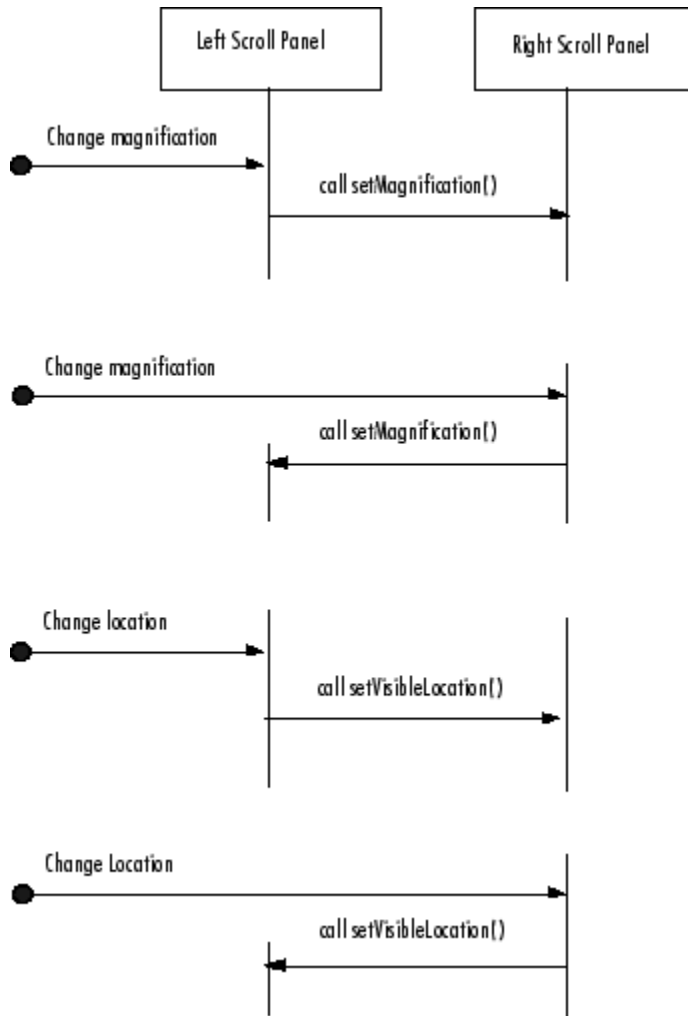 Left Scroll Panel
Right Scroll Panel
Change magnification
call setMagnification()
Change magnification
call setMagnification()
Change location
call setVisibleLocation()
Change Location
call setVisibleLocation()